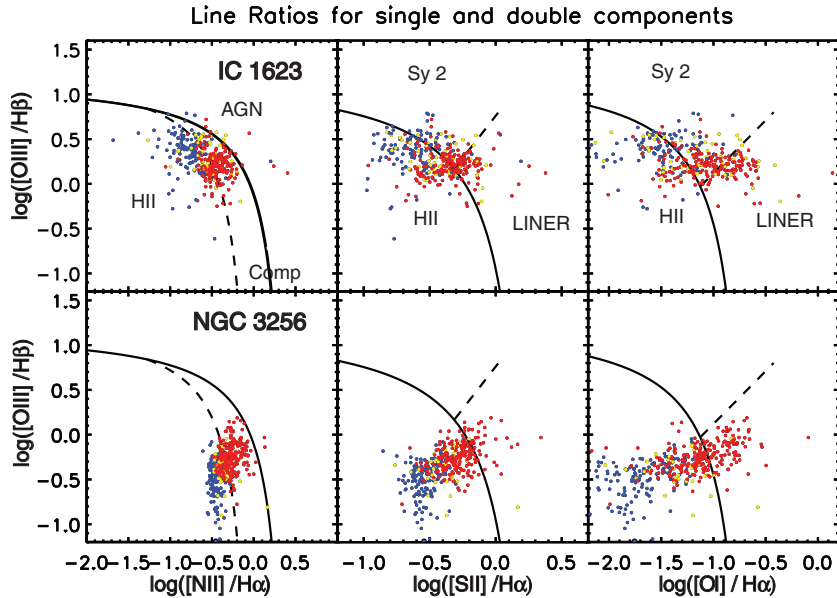 Line Ratios for single and double components
1.5
1.0
0.5
0.0
−0.5
−1.0
log([OIII]/Hβ)
IC 1623
AGN
HII
Comp
Sy 2
HII
LINER
Sy 2
HII
LINER
1.5
1.0
0.5
0.0
−0.5
−1.0
log([OIII]/Hβ)
NGC 3256
−2.0 −1.5 −1.0 −0.5 0.0 0.5
−1.0 −0.5 0.0 0.5
−2.0 −1.5 −1.0 −0.5 0.0
log([NII]/Hα)
log([SII]/Hα)
log([OI]/Hα)